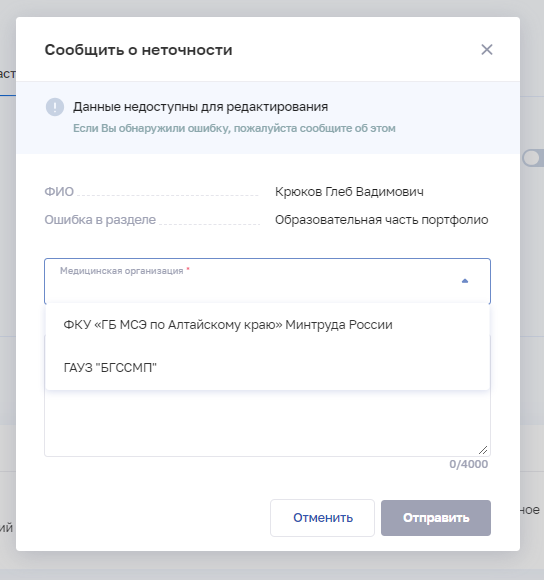 Сообщить о неточности
Данные недоступны для редактирования
Если Вы обнаружили ошибку, пожалуйста сообщите об этом
ФИО
Крюков Глеб Вадимович
Ошибка в разделе
Образовательная часть портфолио
Медицинская организация *
ФКУ «ГБ МСЭ по Алтайскому краю» Минтруда России
ГАУЗ "БГССМП"
0/4000
Отменить
Отправить